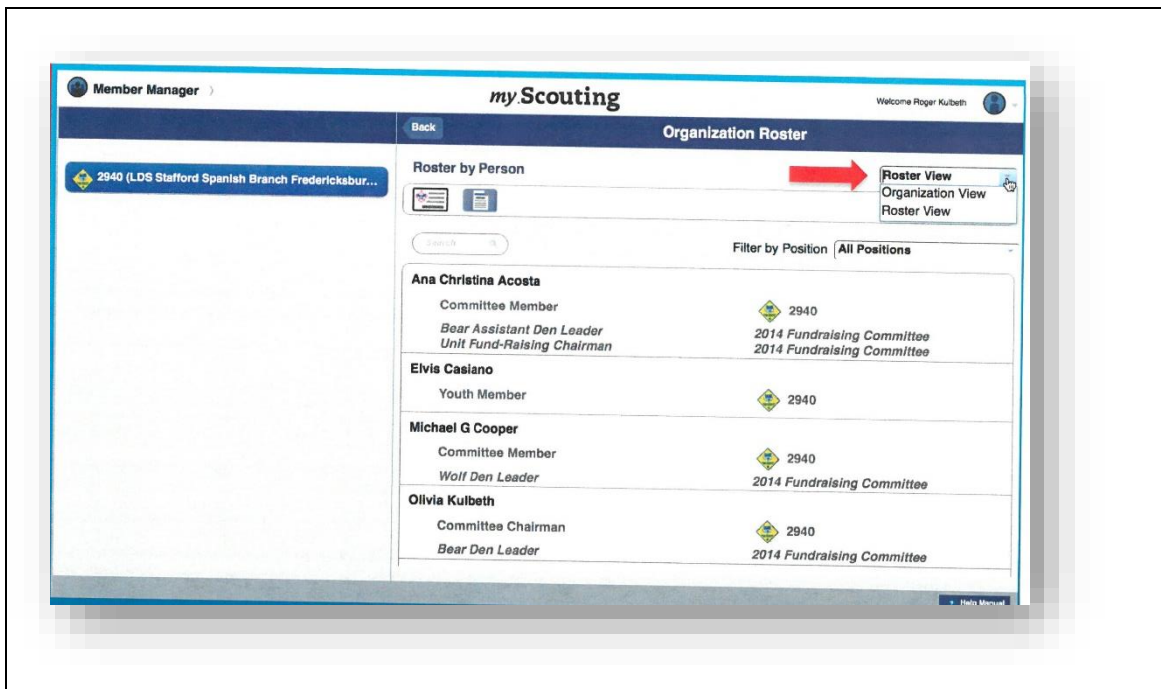 Member Manager
my.Scouting
Welcome Roger Kulbeth
Back
Organization Roster
2940 (LDS Stafford Spanish Branch Fredericksbur...
Roster by Person
Roster View
Organization View
Roster View
Search
Filter by Position All Positions
Ana Christina Acosta
Committee Member 2940
Bear Assistant Den Leader 2014 Fundraising Committee
Unit Fund-Raising Chairman 2014 Fundraising Committee
Elvis Casiano
Youth Member 2940
Michael G Cooper
Committee Member 2940
Wolf Den Leader 2014 Fundraising Committee
Olivia Kulbeth
Committee Chairman 2940
Bear Den Leader 2014 Fundraising Committee
Help Manual